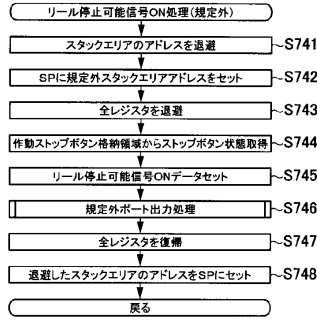 リール停止可能信号ON処理(規定外)
スタックエリアのアドレスを退避 S741
SPに規定外スタックエリアアドレスをセット S742
全レジスタを退避 S743
作動ストップボタン格納領域からストップボタン状態取得 S744
リール停止可能信号ONデータセット S745
規定外ポート出力処理 S746
全レジスタを復帰 S747
退避したスタックエリアのアドレスをSPにセット S748
戻る